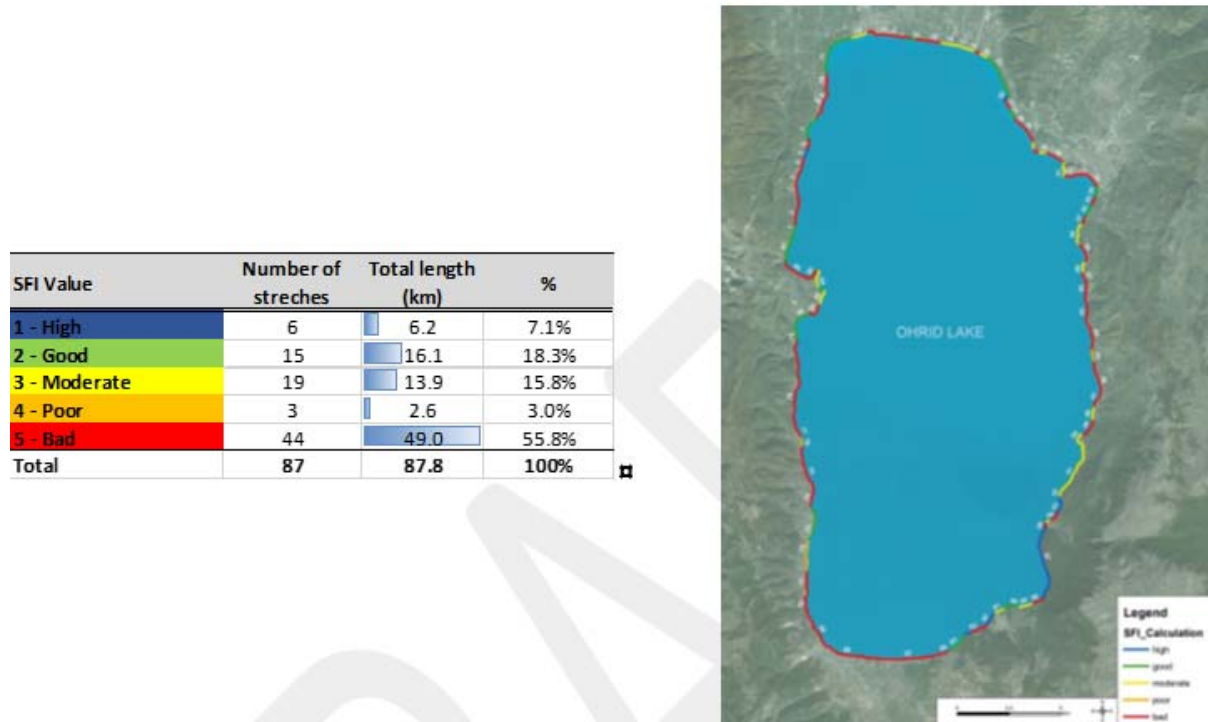 SFI Value Number of streches Total length (km) %
1 - High 6 6.2 7.1%
2 - Good 15 16.1 18.3%
3 - Moderate 19 13.9 15.8%
4 - Poor 3 2.6 3.0%
5 - Bad 44 49.0 55.8%
Total 87 87.8 100%
¤
OHRID LAKE
Legend
SFI_Calculation
high
good
moderate
poor
bad